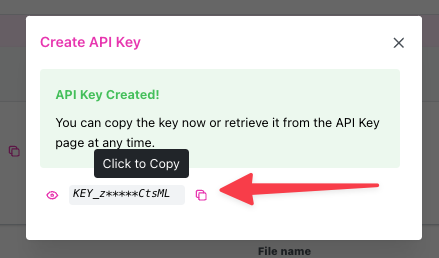 Create API Key
API Key Created!
You can copy the key now or retrieve it from the API Key
page at any time.
Click to Copy
KEY_z*****CtsML
File name